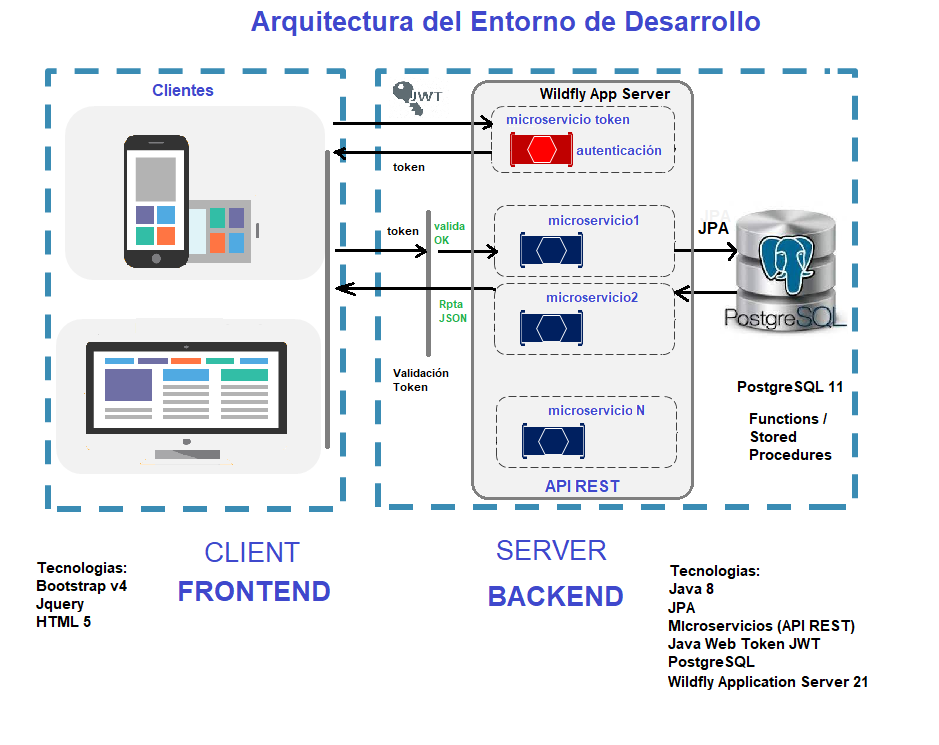 Arquitectura del Entorno de Desarrollo
Clientes
JWT
Wildfly App Server
microservicio token
autenticación
token
token
valida
OK
microservicio1
JPA
JPA
microservicio2
Rpta
JSON
PostgreSQL
Validación
Token
PostgreSQL 11
microservicio N
Functions /
Stored
Procedures
API REST
CLIENT
FRONTEND
SERVER
BACKEND
Tecnologias:
Bootstrap v4
Jquery
HTML 5
Tecnologias:
Java 8
JPA
MIcroservicios (API REST)
Java Web Token JWT
PostgreSQL
Wildfly Application Server 21